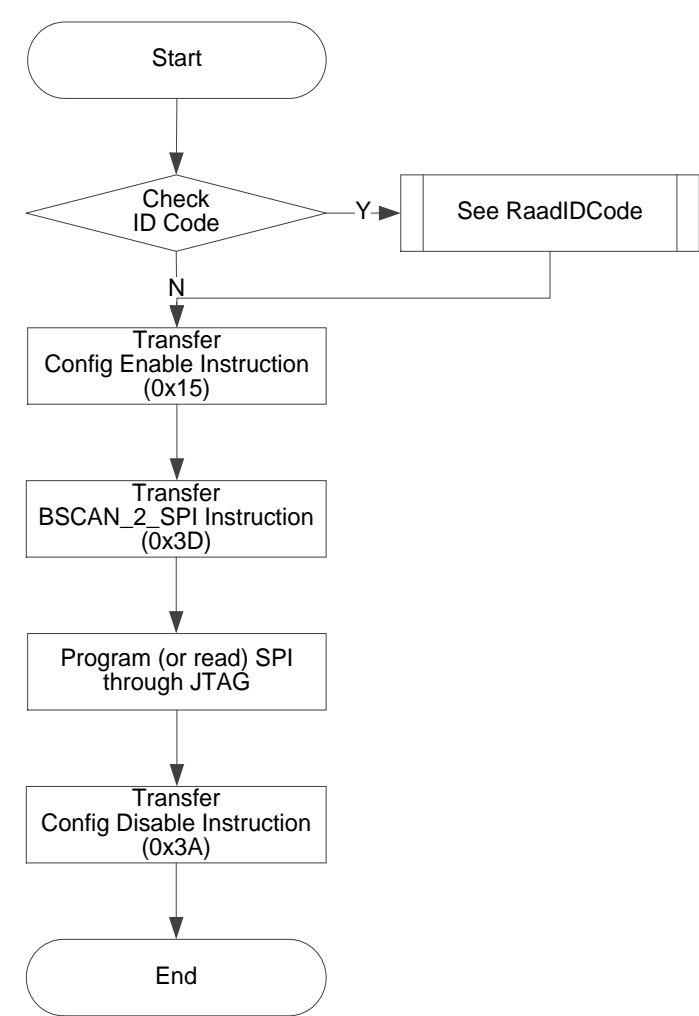 Start
Check
ID Code
Y
See RaadIDCode
N
Transfer
Config Enable Instruction
(0x15)
Transfer
BSCAN_2_SPI Instruction
(0x3D)
Program (or read) SPI
through JTAG
Transfer
Config Disable Instruction
(0x3A)
End